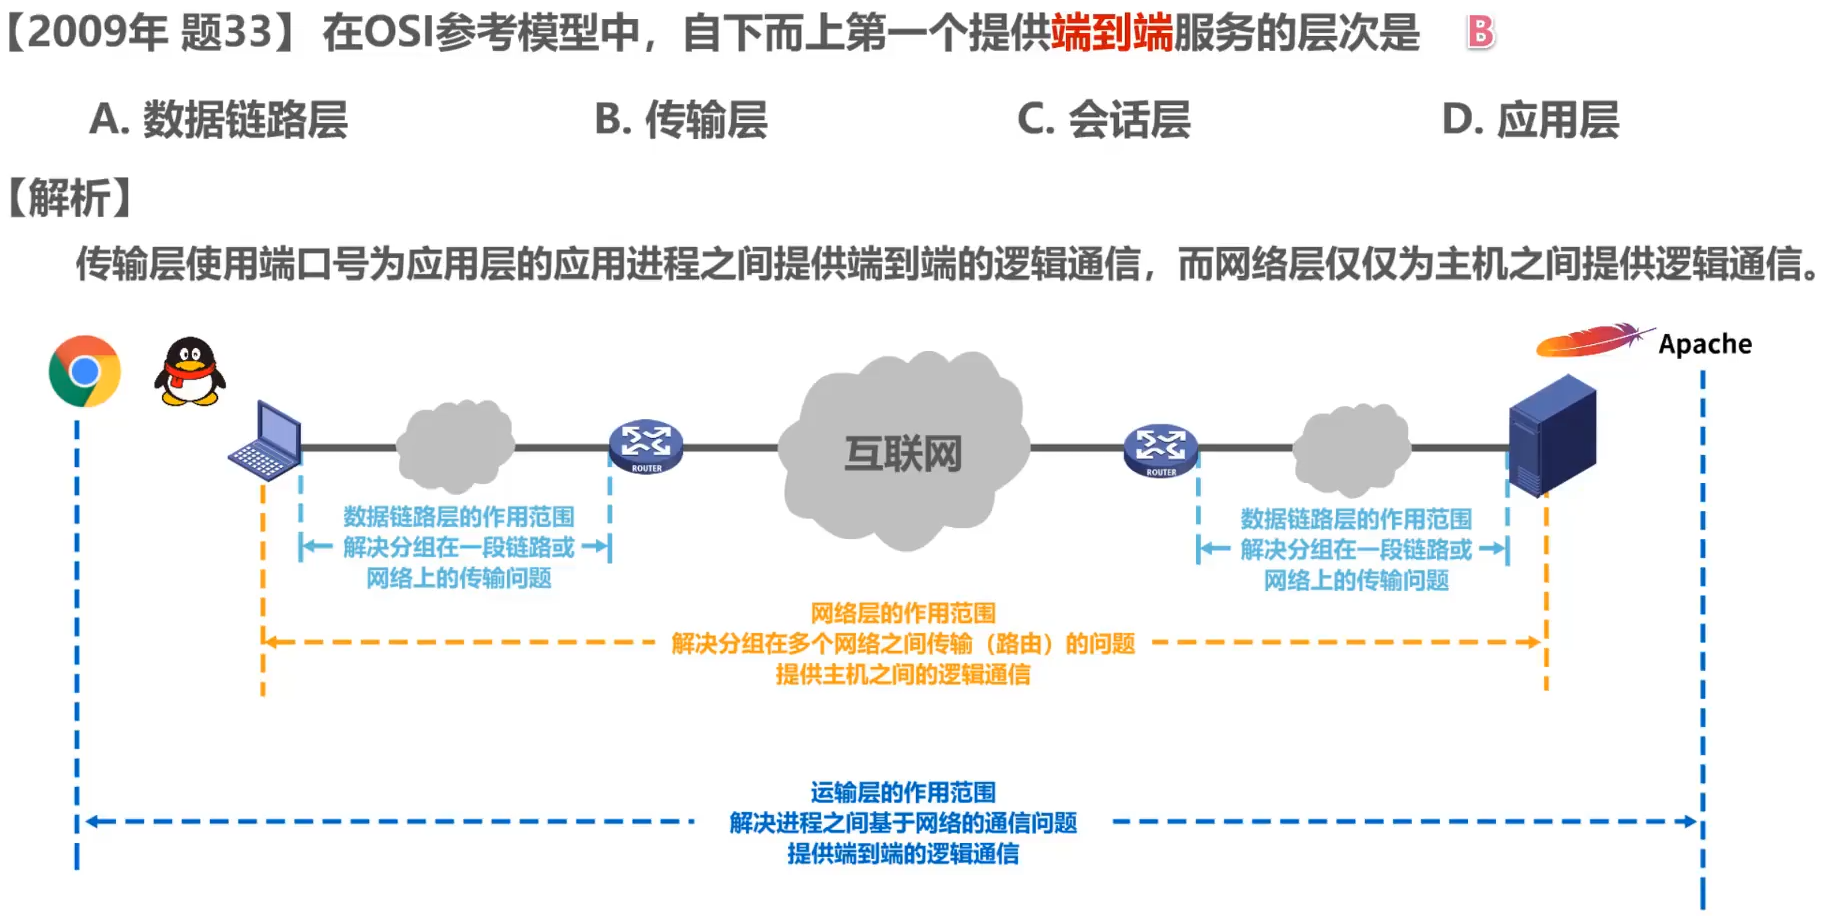 【2009年 题33】 在OSI参考模型中，自下而上第一个提供端到端服务的层次是 B
A. 数据链路层 B. 传输层 C. 会话层 D. 应用层
【解析】
传输层使用端口号为应用层的应用进程之间提供端到端的逻辑通信，而网络层仅仅为主机之间提供逻辑通信。
Apache
互联网
ROUTER
ROUTER
数据链路层的作用范围
解决分组在一段链路或
网络上的传输问题
数据链路层的作用范围
解决分组在一段链路或
网络上的传输问题
网络层的作用范围
解决分组在多个网络之间传输（路由）的问题
提供主机之间的逻辑通信
运输层的作用范围
解决进程之间基于网络的通信问题
提供端到端的逻辑通信